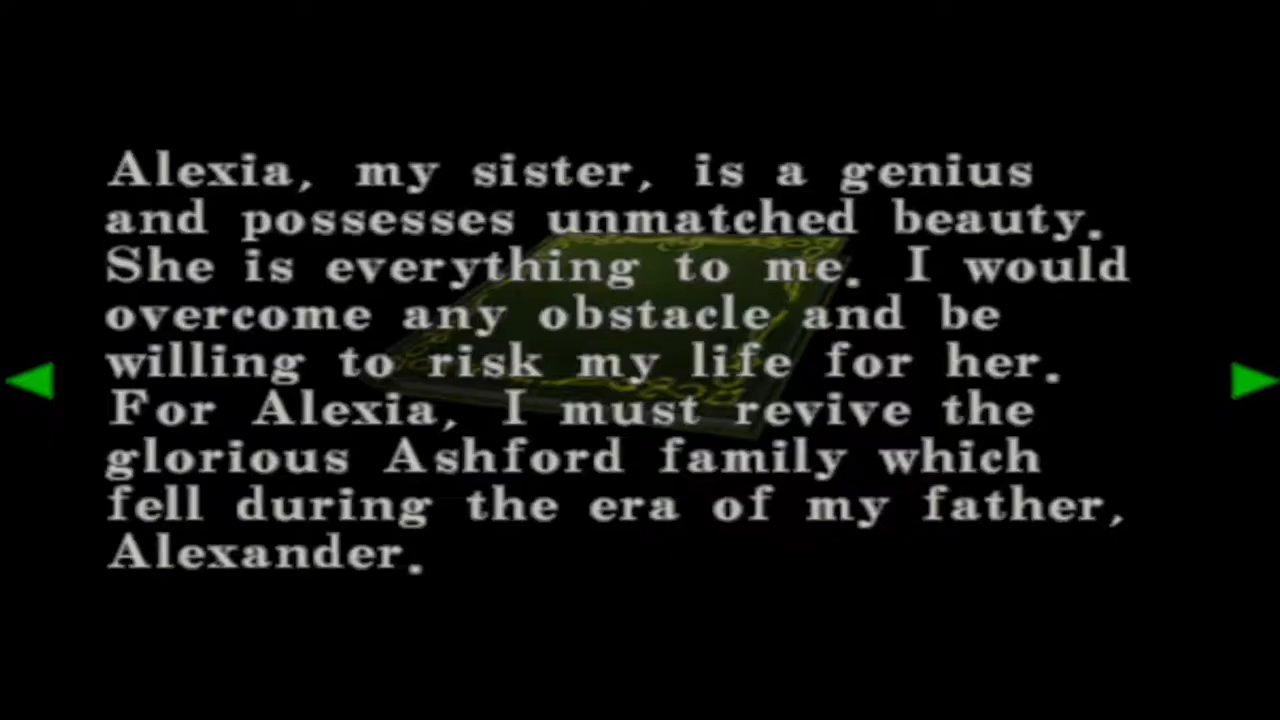 Alexia, my sister, is a genius
and possesses unmatched beauty.
She is everything to me. I would
overcome any obstacle and be
willing to risk my life for her.
For Alexia, I must revive the
glorious Ashford family which
fell during the era of my father,
Alexander.